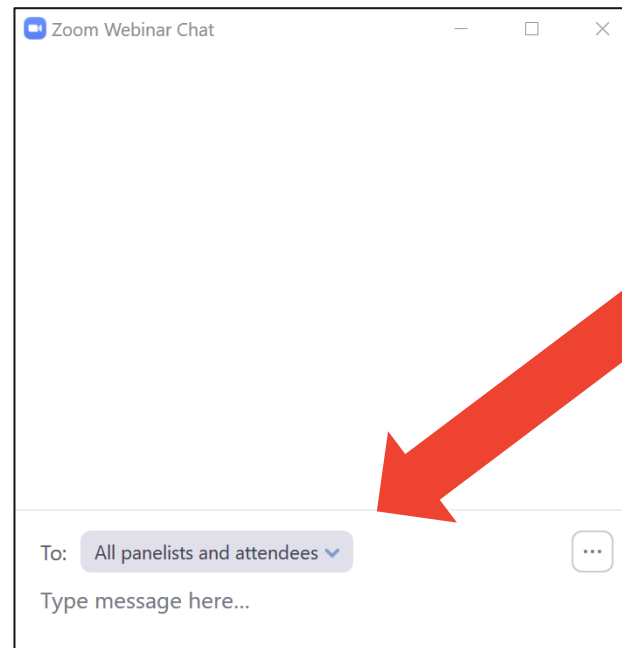 Zoom Webinar Chat
To: All panelists and attendees
Type message here...